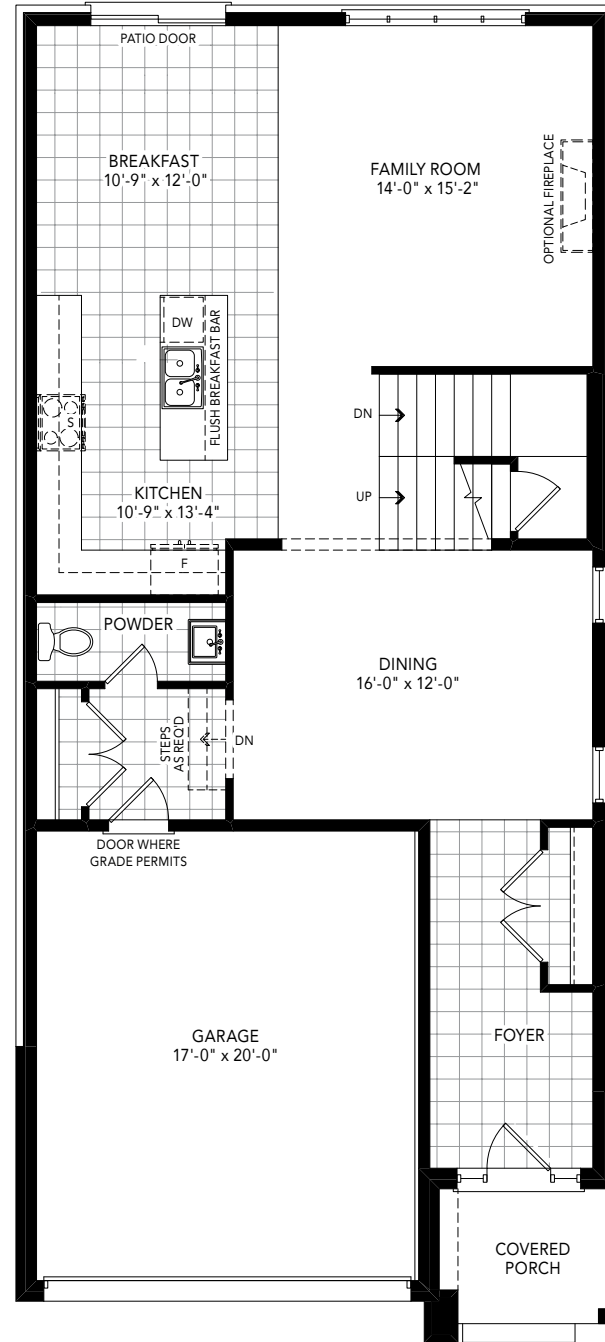 PATIO DOOR
BREAKFAST
10'-9" x 12'-0"
FAMILY ROOM
14'-0" x 15'-2"
OPTIONAL FIREPLACE
DW
FLUSH BREAKFAST BAR
S
DN
UP
KITCHEN
10'-9" x 13'-4"
F
POWDER
DINING
16'-0" x 12'-0"
STEPS
AS REQ'D
DN
DOOR WHERE
GRADE PERMITS
GARAGE
17'-0" x 20'-0"
FOYER
COVERED
PORCH